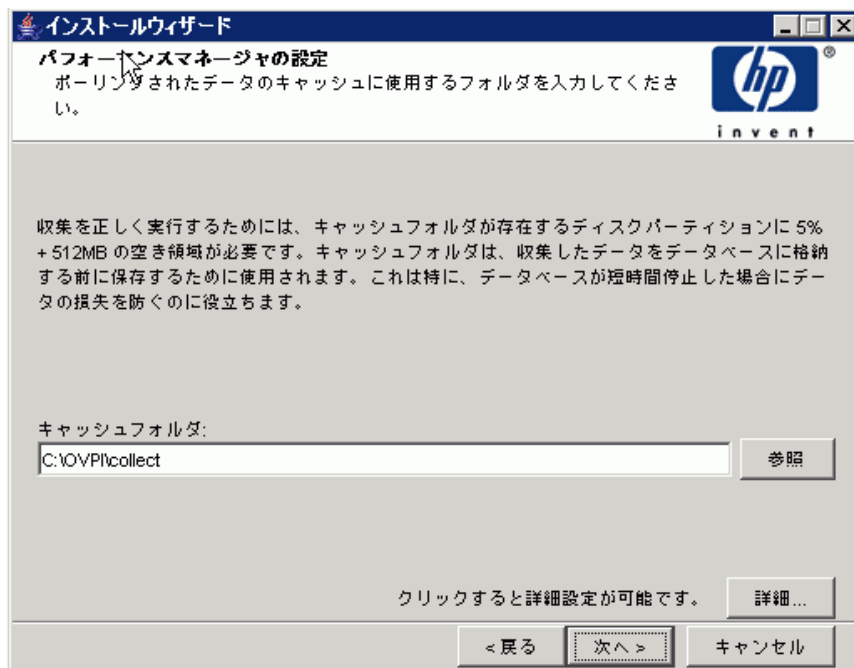 インストールウィザード
パフォーマンスマネージャの設定
ポーリングされたデータのキャッシュに使用するフォルダを入力してくださ
い。
hp
®
invent
収集を正しく実行するためには、キャッシュフォルダが存在するディスクパーティションに 5%
+ 512MB の空き領域が必要です。キャッシュフォルダは、収集したデータをデータベースに格納
する前に保存するために使用されます。これは特に、データベースが短時間停止した場合にデー
タの損失を防ぐのに役立ちます。
キャッシュフォルダ:
C:\OVPI\collect
参照
クリックすると詳細設定が可能です。
詳細...
<戻る
次へ >
キャンセル